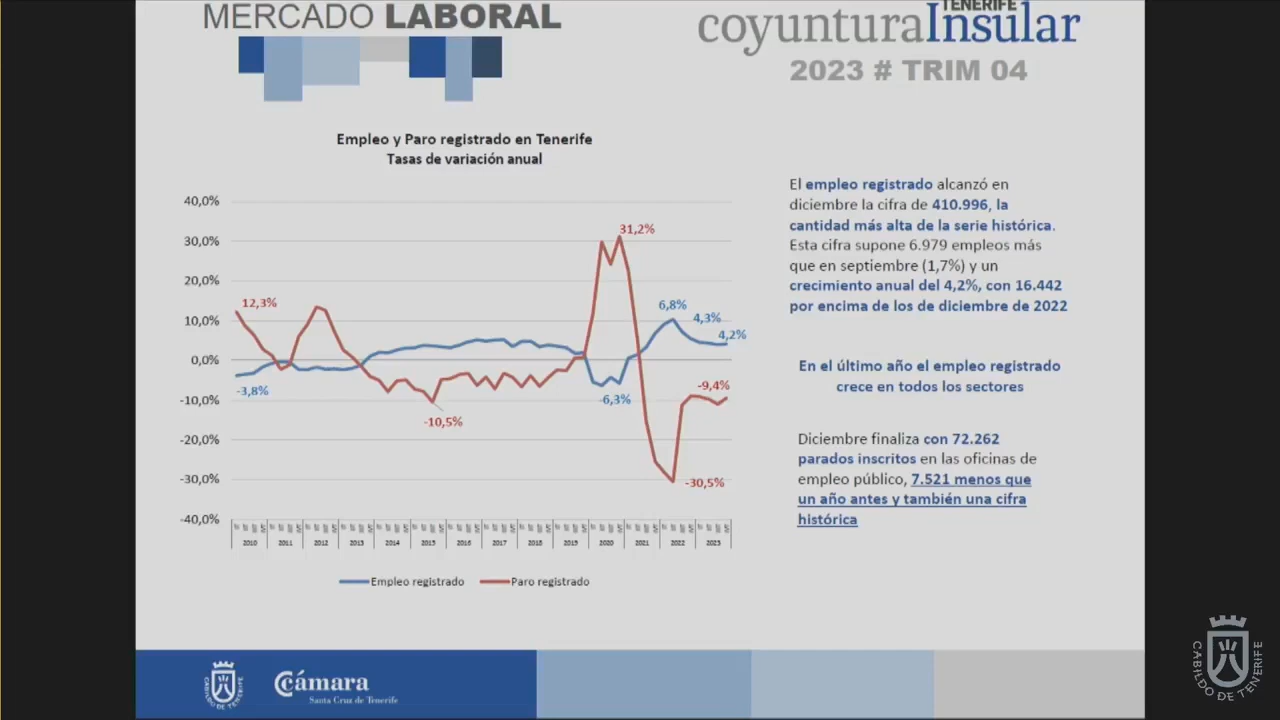 MERCADO LABORAL
TENERIFE
coyunturaInsular
2023 # TRIM 04
Empleo y Paro registrado en Tenerife
Tasas de variación anual
40,0%
30,0%
20,0%
10,0%
0,0%
-10,0%
-20,0%
-30,0%
-40,0%
12,3%
-3,8%
-10,5%
31,2%
-6,3%
6,8%
4,3%
4,2%
-9,4%
-30,5%
2010 2011 2012 2013 2014 2015 2016 2017 2018 2019 2020 2021 2022 2023
Empleo registrado Paro registrado
El empleo registrado alcanzó en
diciembre la cifra de 410.996, la
cantidad más alta de la serie histórica.
Esta cifra supone 6.979 empleos más
que en septiembre (1,7%) y un
crecimiento anual del 4,2%, con 16.442
por encima de los de diciembre de 2022
En el último año el empleo registrado
crece en todos los sectores
Diciembre finaliza con 72.262
parados inscritos en las oficinas de
empleo público, 7.521 menos que
un año antes y también una cifra
histórica
CABILDO DE TENERIFE
Cámara
Santa Cruz de Tenerife
CABILDO DE TENERIFE